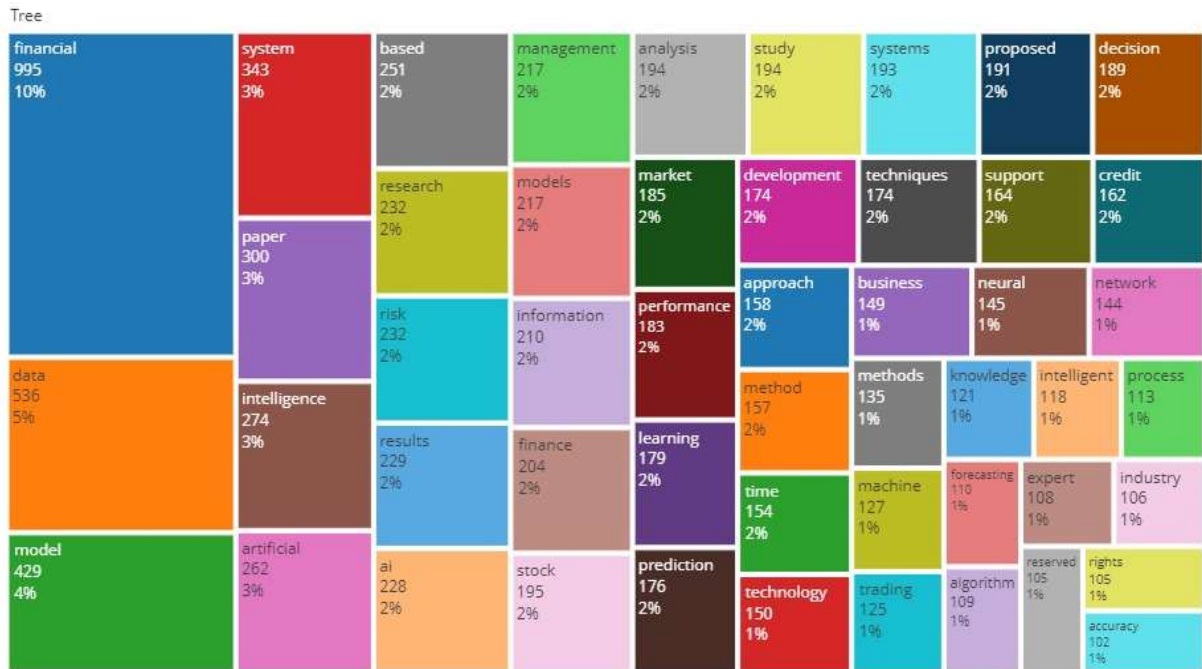 Tree
financial
995
10%
data
536
5%
model
429
4%
system
343
3%
paper
300
3%
intelligence
274
3%
artificial
262
3%
based
251
2%
research
232
2%
risk
232
2%
results
229
2%
ai
228
2%
management
217
2%
models
217
2%
information
210
2%
finance
204
2%
stock
195
2%
analysis
194
2%
study
194
2%
systems
193
2%
proposed
191
2%
decision
189
2%
market
185
2%
performance
183
2%
learning
179
2%
prediction
176
2%
development
174
2%
techniques
174
2%
support
164
2%
credit
162
2%
approach
158
2%
method
157
2%
time
154
2%
technology
150
1%
business
149
1%
neural
145
1%
network
144
1%
methods
135
1%
machine
127
1%
trading
125
1%
knowledge
121
1%
intelligent
118
1%
process
113
1%
forecasting
110
1%
algorithm
109
1%
expert
108
1%
industry
106
1%
reserved
105
1%
rights
105
1%
accuracy
102
1%